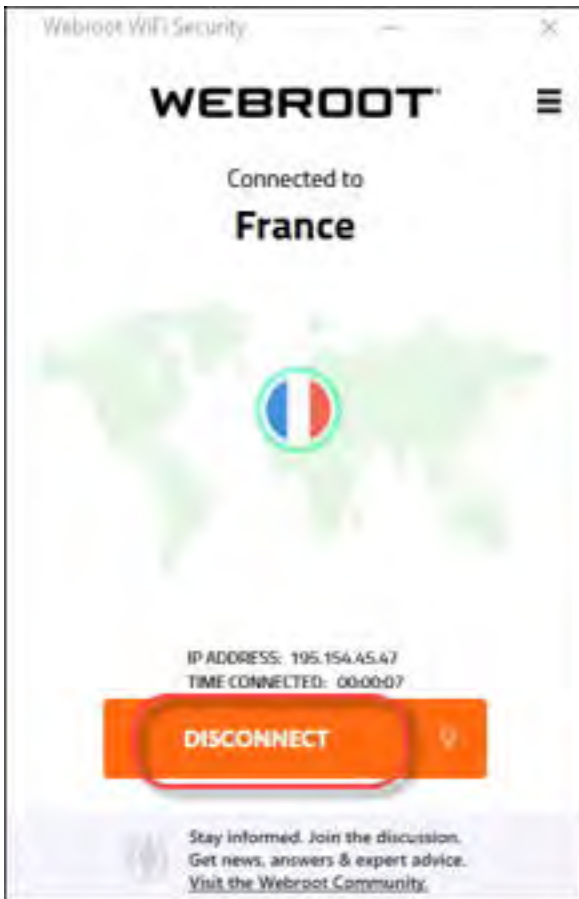 Webroot WiFi Security
WEBROOT
Connected to
France
IP ADDRESS: 195.154.45.47
TIME CONNECTED: 00:00:07
DISCONNECT
Stay informed. Join the discussion.
Get news, answers & expert advice.
Visit the Webroot Community.